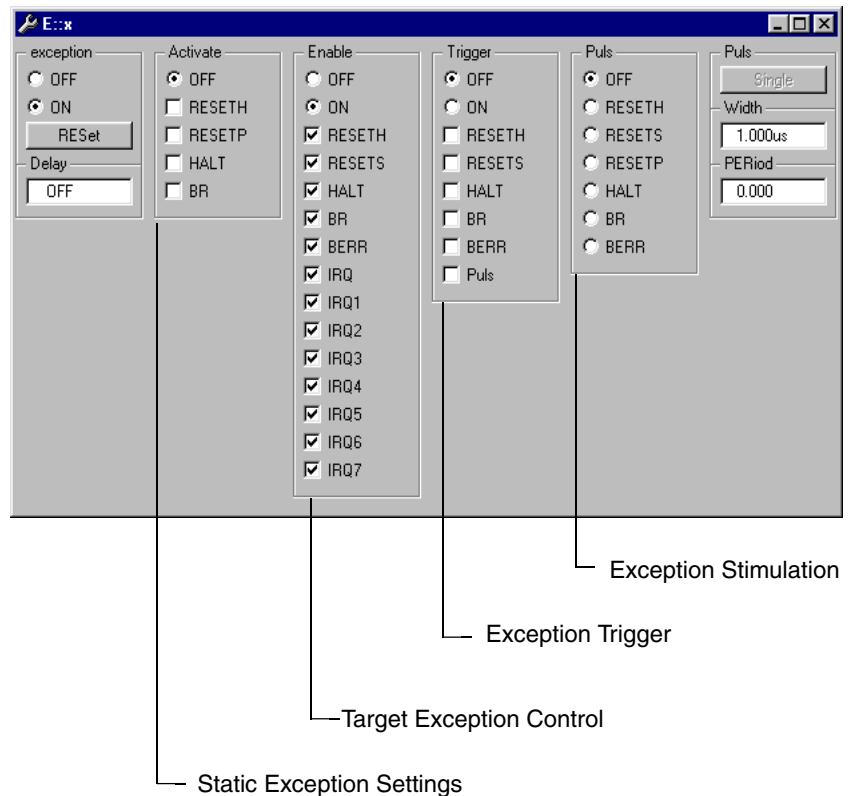 E::x
exception
OFF
ON
RESet
Delay
OFF
Activate
OFF
RESETH
RESETP
HALT
BR
Enable
OFF
ON
RESETH
RESETS
HALT
BR
BERR
IRQ
IRQ1
IRQ2
IRQ3
IRQ4
IRQ5
IRQ6
IRQ7
Trigger
OFF
ON
RESETH
RESETS
HALT
BR
BERR
Puls
Puls
OFF
RESETH
RESETS
RESETP
HALT
BR
BERR
Puls
Single
Width
1.000us
PERiod
0.000
Exception Stimulation
Exception Trigger
Target Exception Control
Static Exception Settings